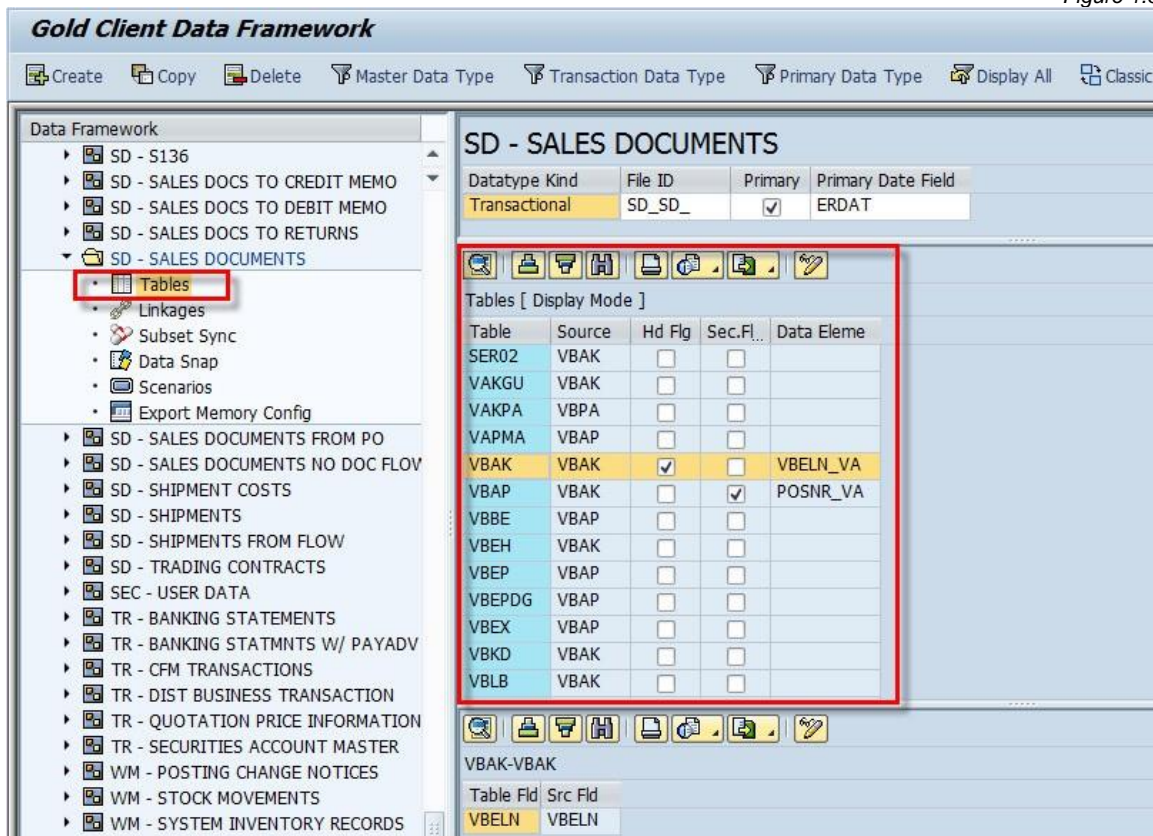 Gold Client Data Framework
Create Copy Delete Master Data Type Transaction Data Type Primary Data Type Display All Classic
Data Framework
SD - S136
SD - SALES DOCS TO CREDIT MEMO
SD - SALES DOCS TO DEBIT MEMO
SD - SALES DOCS TO RETURNS
SD - SALES DOCUMENTS
Tables
Linkages
Subset Sync
Data Snap
Scenarios
Export Memory Config
SD - SALES DOCUMENTS FROM PO
SD - SALES DOCUMENTS NO DOC FLOW
SD - SHIPMENT COSTS
SD - SHIPMENTS
SD - SHIPMENTS FROM FLOW
SD - TRADING CONTRACTS
SEC - USER DATA
TR - BANKING STATEMENTS
TR - BANKING STATMNTS W/ PAYADV
TR - CFM TRANSACTIONS
TR - DIST BUSINESS TRANSACTION
TR - QUOTATION PRICE INFORMATION
TR - SECURITIES ACCOUNT MASTER
WM - POSTING CHANGE NOTICES
WM - STOCK MOVEMENTS
WM - SYSTEM INVENTORY RECORDS
SD - SALES DOCUMENTS
Datatype Kind File ID Primary Primary Date Field
Transactional SD_SD_ ERDAT
Tables [ Display Mode ]
Table Source Hd Flg Sec.Fl... Data Eleme
SER02 VBAK
VAKGU VBAK
VAKPA VBPA
VAPMA VBAP
VBAK VBAK VBELN_VA
VBAP VBAK POSNR_VA
VBBE VBAP
VBEH VBAK
VBEP VBAP
VBEPDG VBAP
VBEX VBAP
VBKD VBAK
VBLB VBAK
VBAK-VBAK
Table Fld Src Fld
VBELN VBELN